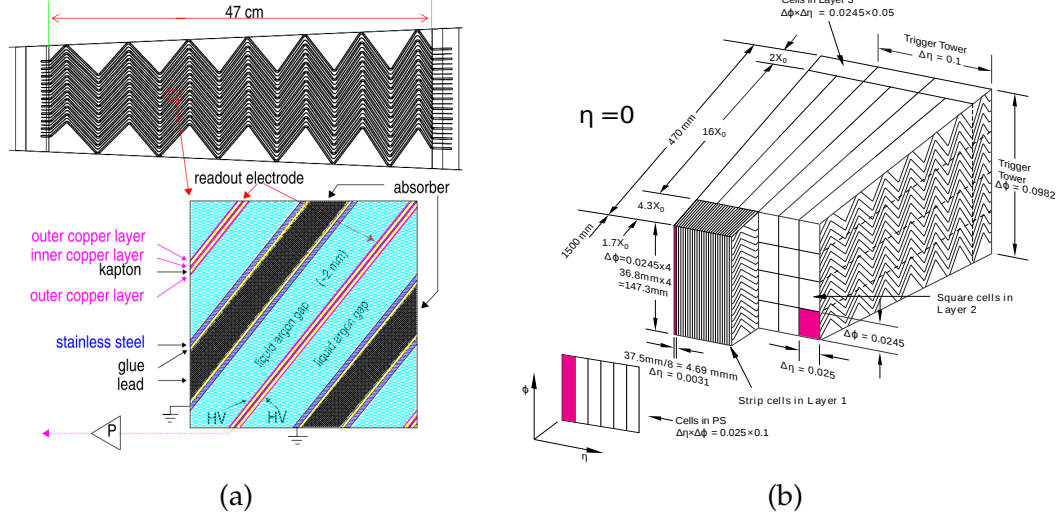 47 cm
readout electrode
absorber
outer copper layer
inner copper layer
kapton
outer copper layer
stainless steel
glue
lead
(~2 mm)
liquid argon gap
liquid argon gap
HV
HV
P
(a)
Cells in Layer 3
Δϕ×Δη = 0.0245×0.05
Trigger Tower
Δη = 0.1
2X₀
η=0
470 mm
16X₀
Trigger
Tower
Δϕ = 0.0982
4.3X₀
1500 mm
1.7X₀
Δϕ=0.0245x4
36.8mmx4
=147.3mm
Square cells in
Layer 2
Δϕ = 0.0245
37.5mm/8 = 4.69 mmm
Δη = 0.0031
Δη = 0.025
Strip cells in Layer 1
ϕ
η
Cells in PS
Δη×Δϕ = 0.025×0.1
(b)